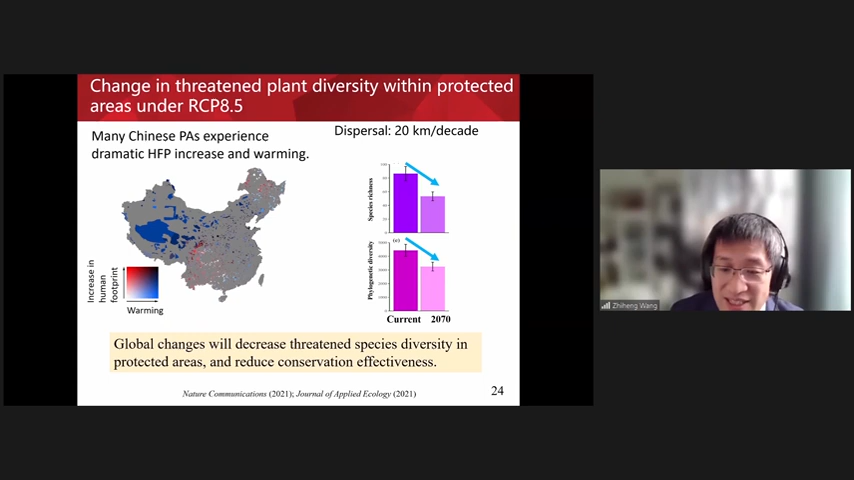 Change in threatened plant diversity within protected
areas under RCP8.5
Many Chinese PAs experience
dramatic HFP increase and warming.
Dispersal: 20 km/decade
Increase in
human
footprint
Warming
Species richness
Phylogenetic diversity
(e)
Current 2070
Global changes will decrease threatened species diversity in
protected areas, and reduce conservation effectiveness.
Nature Communications (2021); Journal of Applied Ecology (2021)
24
Zhiheng Wang